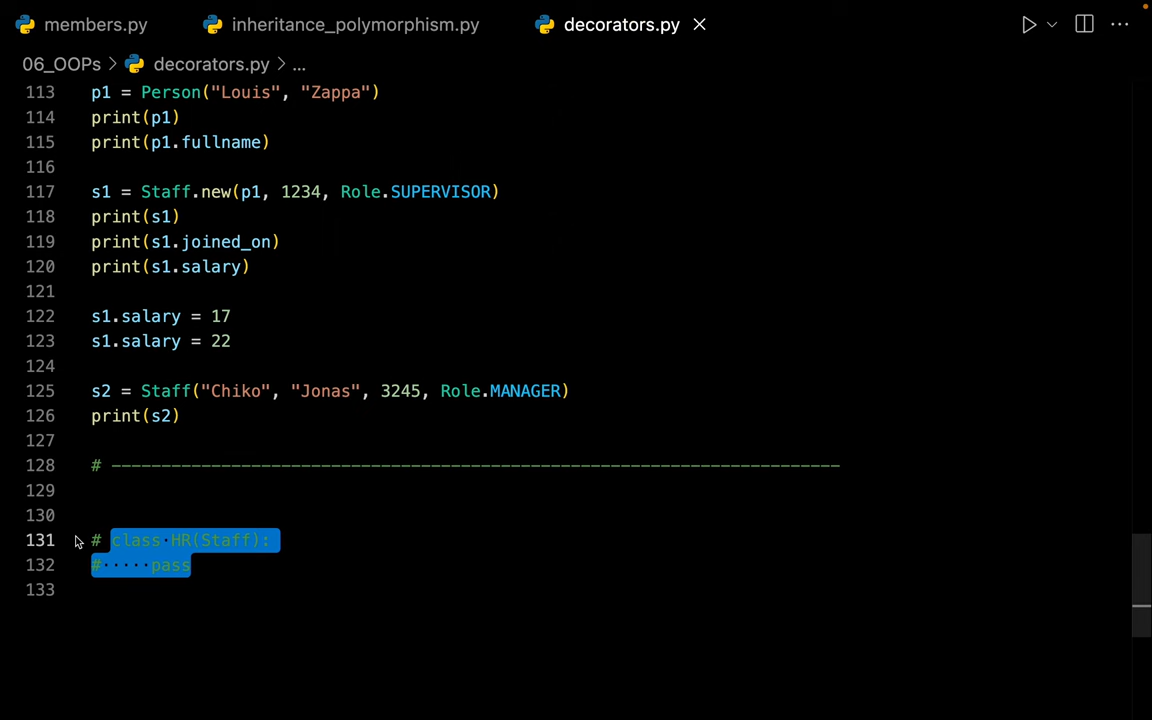 members.py inheritance_polymorphism.py decorators.py
06_OOPs > decorators.py > ...
113 p1 = Person("Louis", "Zappa")
114 print(p1)
115 print(p1.fullname)
116
117 s1 = Staff.new(p1, 1234, Role.SUPERVISOR)
118 print(s1)
119 print(s1.joined_on)
120 print(s1.salary)
121
122 s1.salary = 17
123 s1.salary = 22
124
125 s2 = Staff("Chiko", "Jonas", 3245, Role.MANAGER)
126 print(s2)
127
128 # -------------------------------------------------------------------------
129
130
131 # class·HR(Staff):
132 #·····pass
133